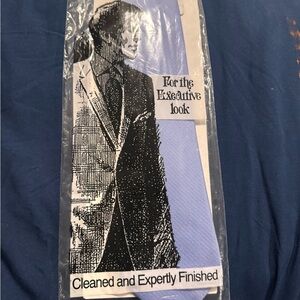 For the
Executive
look
Cleaned and Expertly Finished